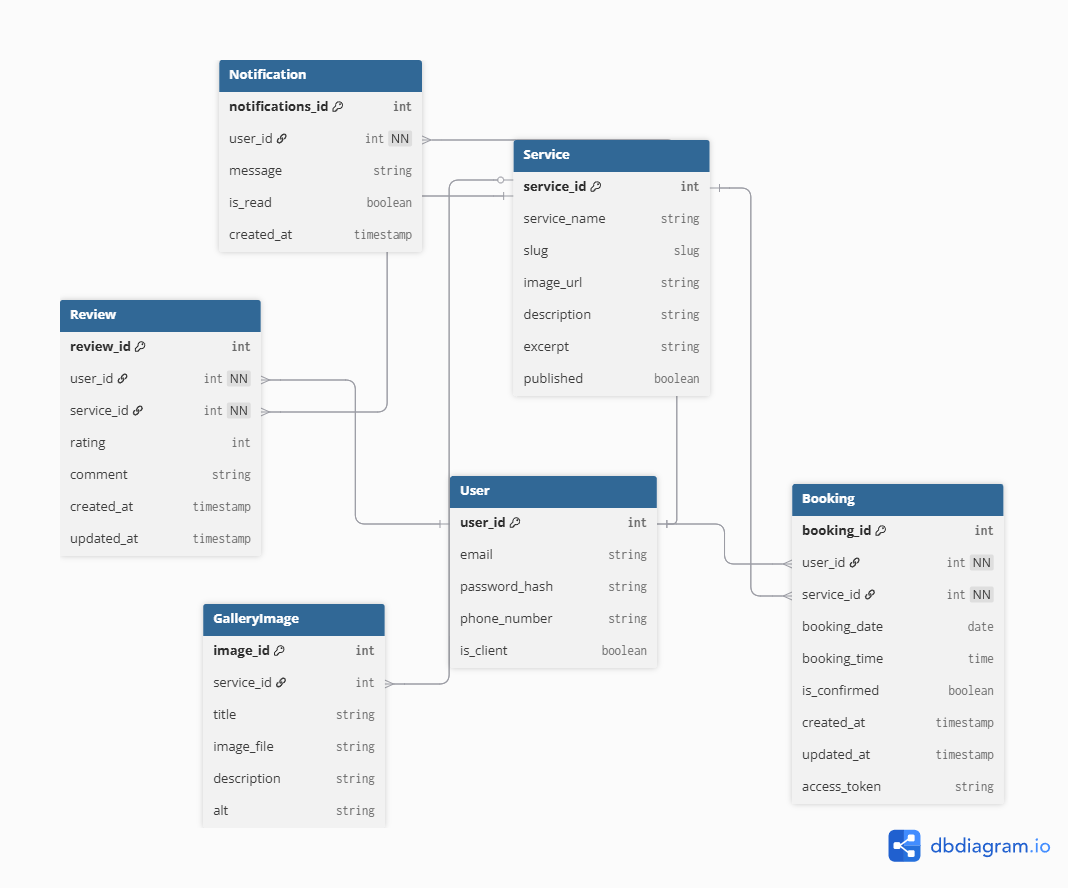 Notification
notifications_id int
user_id int NN
message string
is_read boolean
created_at timestamp
Service
service_id int
service_name string
slug slug
image_url string
description string
excerpt string
published boolean
Review
review_id int
user_id int NN
service_id int NN
rating int
comment string
created_at timestamp
updated_at timestamp
User
user_id int
email string
password_hash string
phone_number string
is_client boolean
Booking
booking_id int
user_id int NN
service_id int NN
booking_date date
booking_time time
is_confirmed boolean
created_at timestamp
updated_at timestamp
access_token string
GalleryImage
image_id int
service_id int
title string
image_file string
description string
alt string
dbdiagram.io